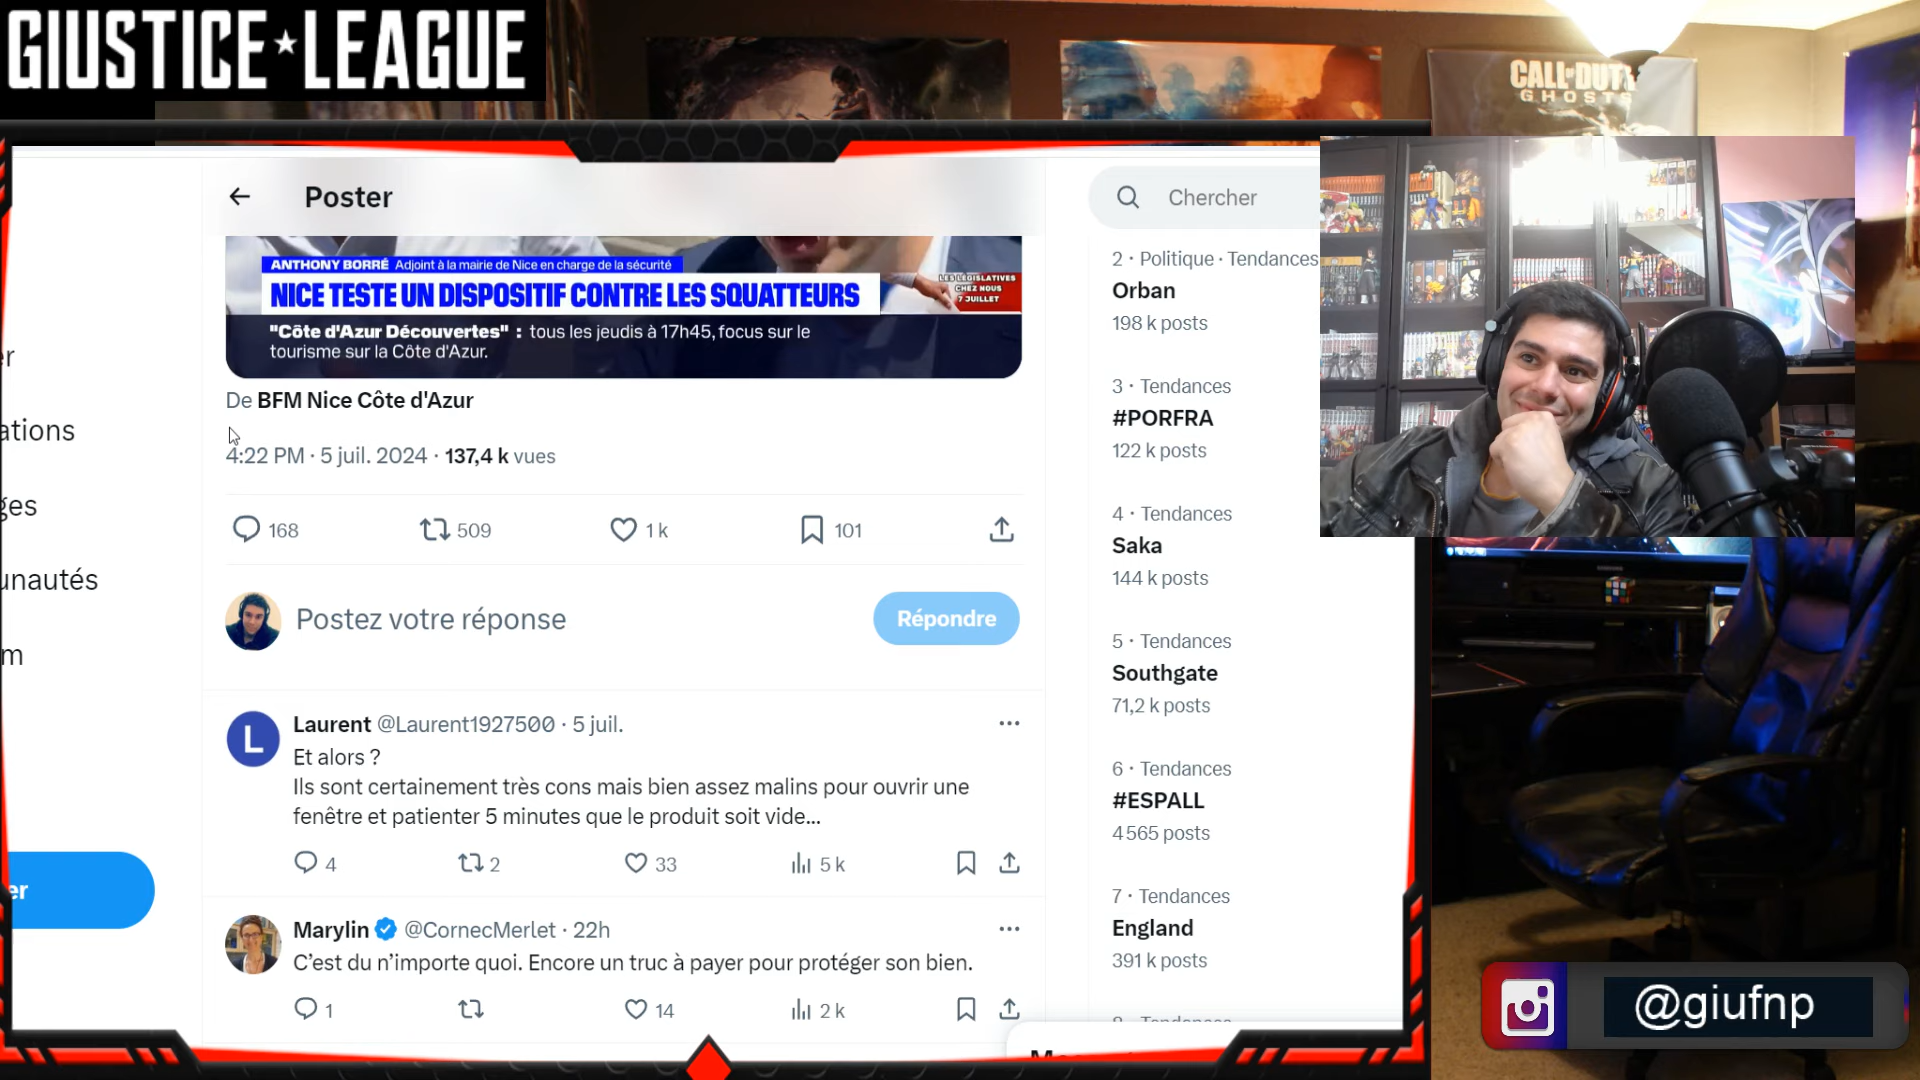 GIUSTICE★LEAGUE
CALL OF DUTY
GHOSTS
Poster
Chercher
ANTHONY BORRÉ Adjoint à la mairie de Nice en charge de la sécurité
NICE TESTE UN DISPOSITIF CONTRE LES SQUATTEURS
LES LÉGISLATIVES
CHEZ NOUS
7 JUILLET
"Côte d'Azur Découvertes" : tous les jeudis à 17h45, focus sur le
tourisme sur la Côte d'Azur.
De BFM Nice Côte d'Azur
4:22 PM · 5 juil. 2024 · 137,4 k vues
168
509
1 k
101
Postez votre réponse
Répondre
Laurent @Laurent1927500 · 5 juil.
Et alors ?
Ils sont certainement très cons mais bien assez malins pour ouvrir une
fenêtre et patienter 5 minutes que le produit soit vide...
4
2
33
5 k
Marylin @CornecMerlet · 22h
C’est du n’importe quoi. Encore un truc à payer pour protéger son bien.
1
14
2 k
2 · Politique · Tendances
Orban
198 k posts
3 · Tendances
#PORFRA
122 k posts
4 · Tendances
Saka
144 k posts
5 · Tendances
Southgate
71,2 k posts
6 · Tendances
#ESPALL
4 565 posts
7 · Tendances
England
391 k posts
er
ations
ges
unautés
m
er
L
@giufnp